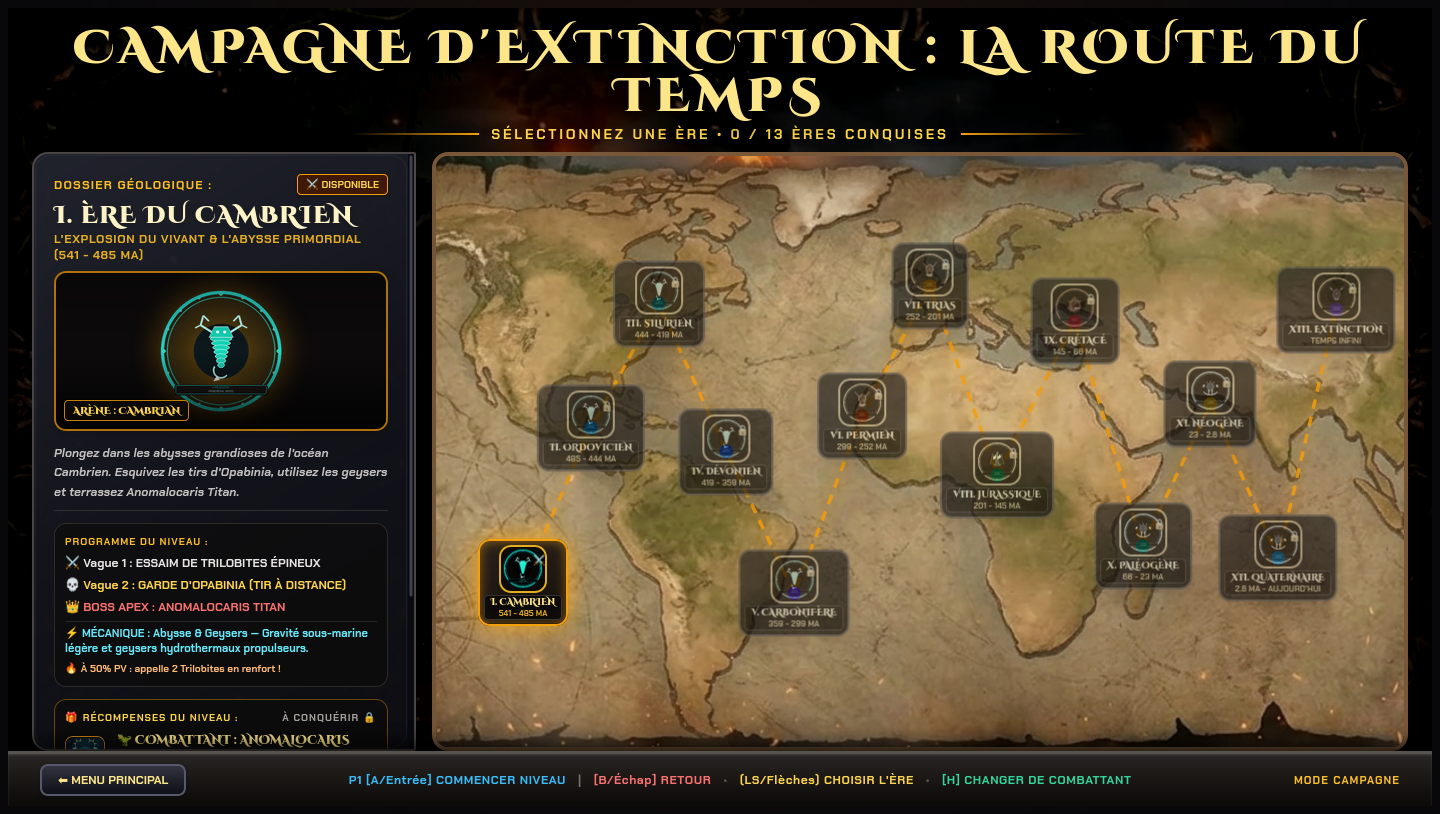 CAMPAGNE D'EXTINCTION : LA ROUTE DU
TEMPS
SÉLECTIONNEZ UNE ÈRE • 0 / 13 ÈRES CONQUISES
DOSSIER GÉOLOGIQUE :
⚔️ DISPONIBLE
I. ÈRE DU CAMBRIEN
L'EXPLOSION DU VIVANT & L'ABYSSE PRIMORDIAL
(541 - 485 MA)
ARÈNE : CAMBRIAN
Plongez dans les abysses grandioses de l'océan
Cambrien. Esquivez les tirs d'Opabinia, utilisez les geysers
et terrassez Anomalocaris Titan.
PROGRAMME DU NIVEAU :
⚔️ Vague 1 : ESSAIM DE TRILOBITES ÉPINEUX
💀 Vague 2 : GARDE D'OPABINIA (TIR À DISTANCE)
👑 BOSS APEX : ANOMALOCARIS TITAN
⚡ MÉCANIQUE : Abysse & Geysers — Gravité sous-marine
légère et geysers hydrothermaux propulseurs.
🔥 À 50% PV : appelle 2 Trilobites en renfort !
🎁 RÉCOMPENSES DU NIVEAU :
À CONQUÉRIR 🔒
🦖 COMBATTANT : ANOMALOCARIS
VII. TRIAS
252 - 201 MA
III. SILURIEN
444 - 419 MA
IX. CRÉTACÉ
145 - 66 MA
XIII. EXTINCTION
TEMPS INFINI
II. ORDOVICIEN
485 - 444 MA
IV. DÉVONIEN
419 - 359 MA
VI. PERMIEN
299 - 252 MA
XI. NÉOGÈNE
23 - 2.6 MA
VIII. JURASSIQUE
201 - 145 MA
I. CAMBRIEN
541 - 485 MA
V. CARBONIFÈRE
359 - 299 MA
X. PALÉOGÈNE
66 - 23 MA
XII. QUATERNAIRE
2.6 MA - AUJOURD'HUI
⬅ MENU PRINCIPAL
P1 [A/Entrée] COMMENCER NIVEAU | [B/Échap] RETOUR • (LS/Flèches) CHOISIR L'ÈRE • [H] CHANGER DE COMBATTANT
MODE CAMPAGNE